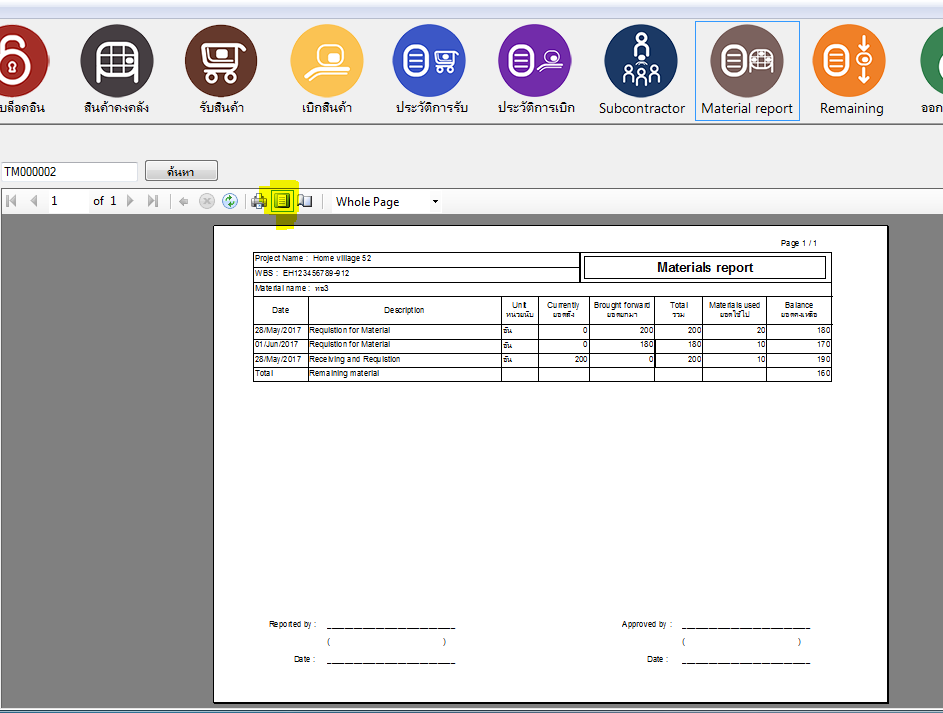 บล็อคอิน
สินค้าคงคลัง
รับสินค้า
เบิกสินค้า
ประวัติการรับ
ประวัติการเบิก
Subcontractor
Material report
Remaining
ออก
TM000002
ค้นหา
1 of 1
Whole Page
Page 1 / 1
Project Name : Home village 52
Materials report
WBS : EH123456789-912
Material name : ทธ3
Date Description Unit Currently Brought forward Total Materials used Balance
หน่วยนับ ยอดตั้ง ยอดยกมา รวม ยอดใช้ไป ยอดคงเหลือ
28/May/2017 Requistion for Material ชิ้น 0 200 200 20 180
01/Jun/2017 Requistion for Material ชิ้น 0 180 180 10 170
28/May/2017 Receiving and Requistion ชิ้น 200 0 200 10 190
Total Remaining material 160
Reported by : Approved by :
( ) ( )
Date : Date :